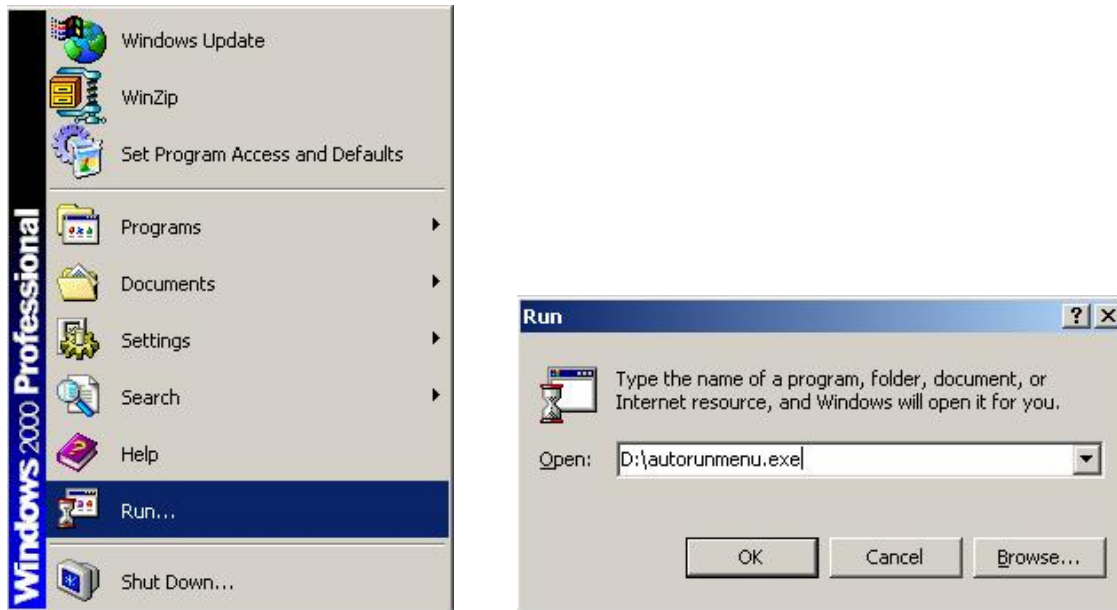 Windows 2000 Professional
Windows Update
WinZip
Set Program Access and Defaults
Programs
Documents
Settings
Search
Help
Run...
Shut Down...
Run
Type the name of a program, folder, document, or
Internet resource, and Windows will open it for you.
Open:
D:\autorunmenu.exe
OK
Cancel
Browse...